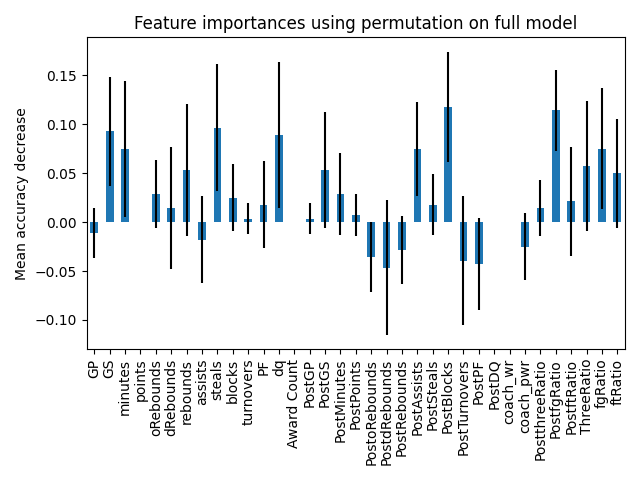 Feature importances using permutation on full model
Mean accuracy decrease
0.15
0.10
0.05
0.00
−0.05
−0.10
GP
GS
minutes
points
oRebounds
dRebounds
rebounds
assists
steals
blocks
turnovers
PF
dq
Award Count
PostGP
PostGS
PostMinutes
PostPoints
PostoRebounds
PostdRebounds
PostRebounds
PostAssists
PostSteals
PostBlocks
PostTurnovers
PostPF
PostDQ
coach_wr
coach_pwr
PostthreeRatio
PostfgRatio
PostftRatio
ThreeRatio
fgRatio
ftRatio